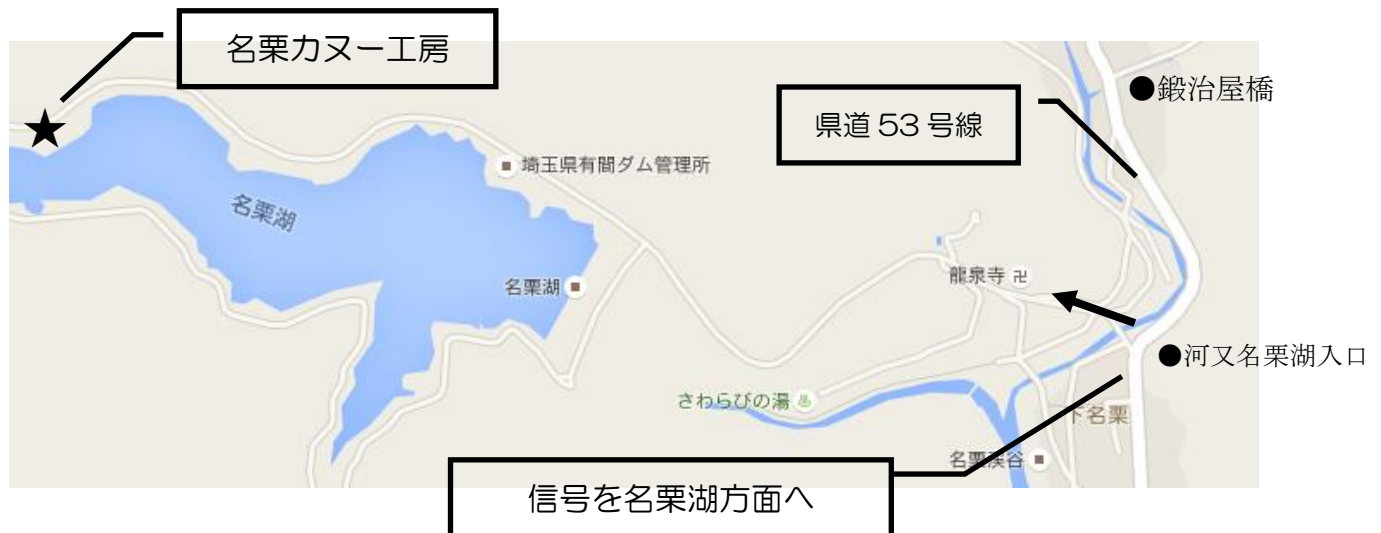 名栗カヌー工房
●鍛治屋橋
県道 53 号線
埼玉県有間ダム管理所
名栗湖
龍泉寺
名栗湖
●河又名栗湖入口
さわらびの湯
下名栗
名栗渓谷
信号を名栗湖方面へ